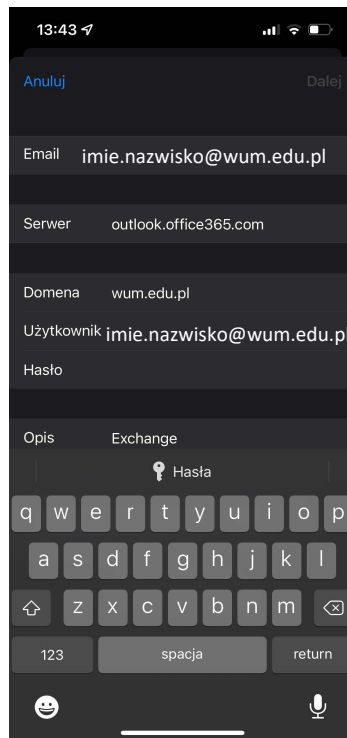 13:43
Anuluj Dalej
Email imie.nazwisko@wum.edu.pl
Serwer outlook.office365.com
Domena wum.edu.pl
Użytkownik imie.nazwisko@wum.edu.pl
Hasło
Opis Exchange
Hasła
q w e r t y u i o p
a s d f g h j k l
z x c v b n m
123 spacja return